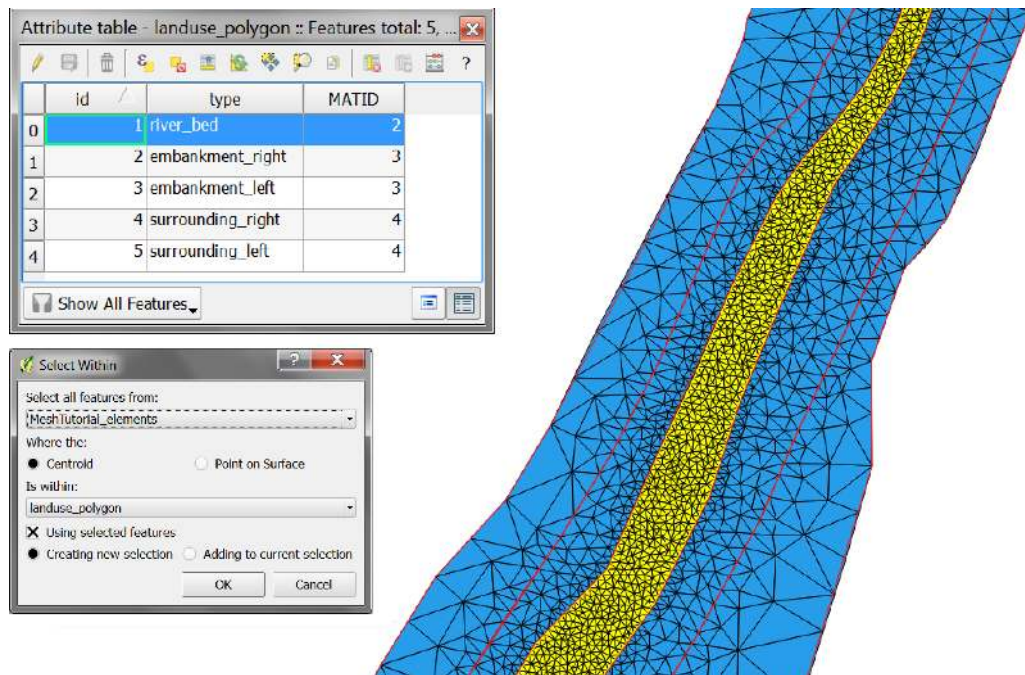 Attribute table - landuse_polygon :: Features total: 5, ...
ε
?
id type MATID
0 1 river_bed 2
1 2 embankment_right 3
2 3 embankment_left 3
3 4 surrounding_right 4
4 5 surrounding_left 4
Show All Features
Select Within
?
X
Select all features from:
MeshTutorial_elements
Where the:
Centroid Point on Surface
Is within:
landuse_polygon
X Using selected features
Creating new selection Adding to current selection
OK Cancel